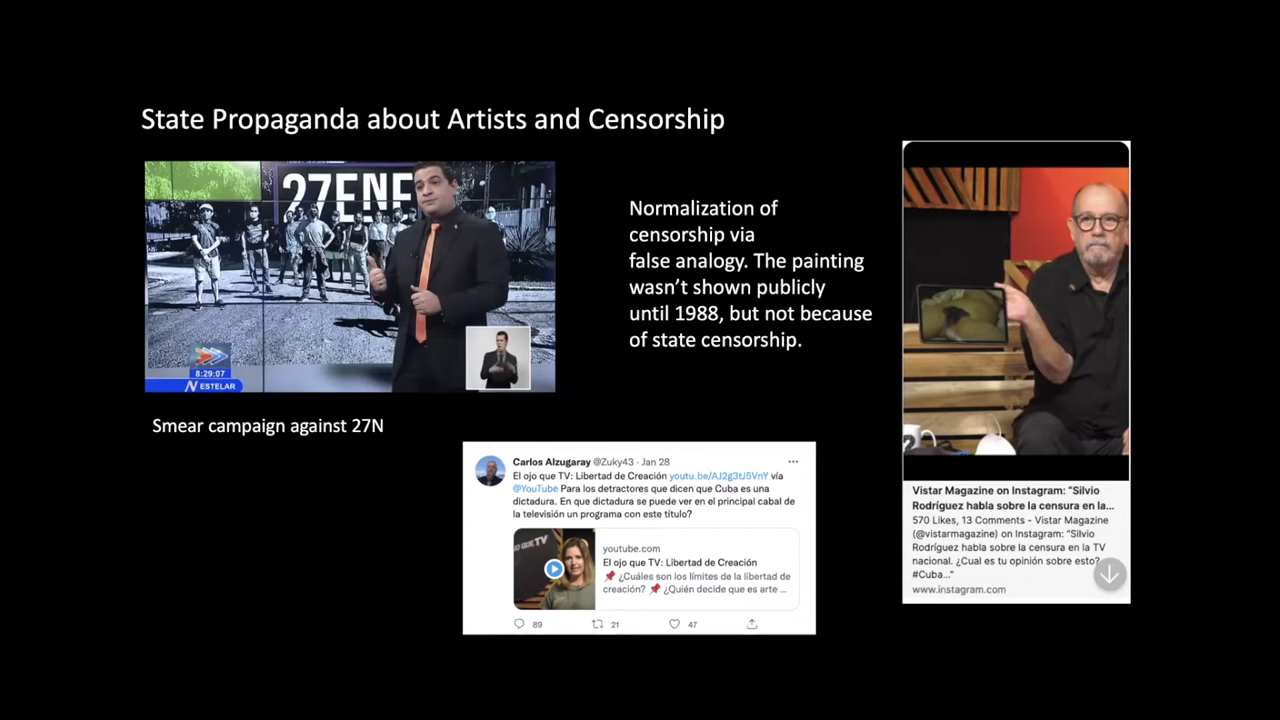 State Propaganda about Artists and Censorship
27ENE
8:29:07
N ESTELAR
Smear campaign against 27N
Normalization of
censorship via
false analogy. The painting
wasn’t shown publicly
until 1988, but not because
of state censorship.
Carlos Alzugaray @Zuky43 · Jan 28
El ojo que TV: Libertad de Creación youtu.be/AJ2g3tJ5VnY vía
@YouTube Para los detractores que dicen que Cuba es una
dictadura. En que dictadura se puede ver en el principal cabal de
la televisión un programa con este título?
O QUE TV
youtube.com
El ojo que TV: Libertad de Creación
📌 ¿Cuáles son los límites de la libertad de
creación? 📌 ¿Quién decide que es arte ...
89 21 47
Vistar Magazine on Instagram: “Silvio
Rodríguez habla sobre la censura en la...
570 Likes, 13 Comments - Vistar Magazine
(@vistarmagazine) on Instagram: “Silvio
Rodríguez habla sobre la censura en la TV
nacional. ¿Cual es tu opinión sobre esto?
#Cuba...”
www.instagram.com